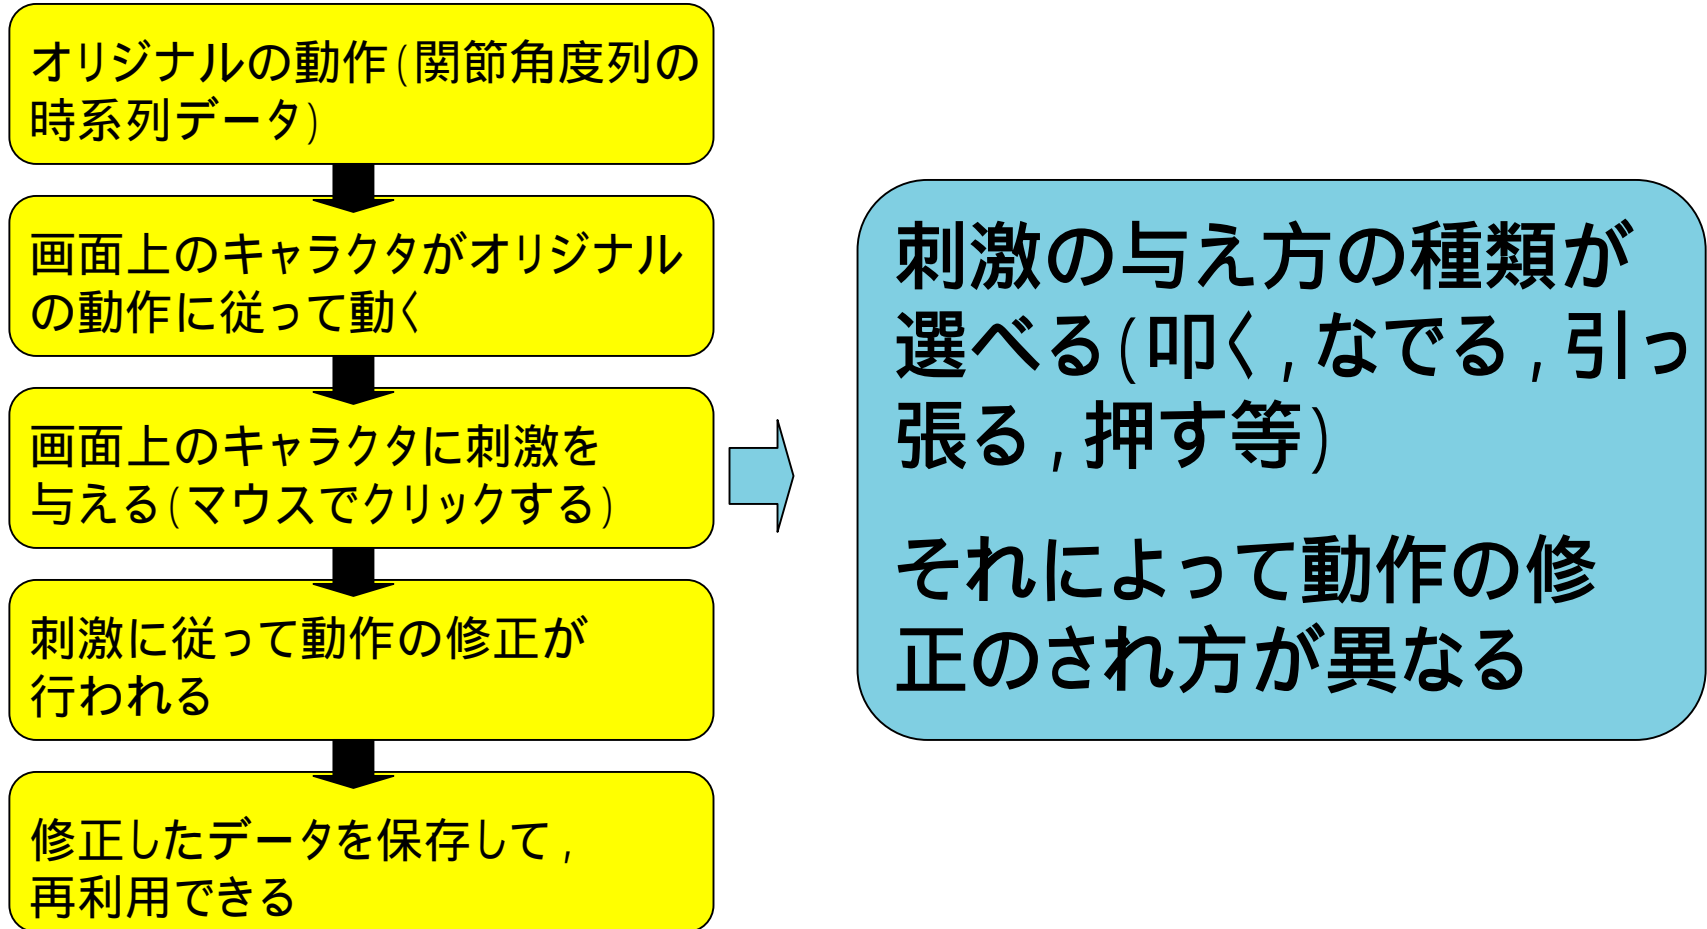 オリジナルの動作(関節角度列の
時系列データ)
画面上のキャラクタがオリジナル
の動作に従って動く
画面上のキャラクタに刺激を
与える(マウスでクリックする)
刺激に従って動作の修正が
行われる
修正したデータを保存して,
再利用できる
刺激の与え方の種類が
選べる(叩く,なでる,引っ
張る,押す等)
それによって動作の修
正のされ方が異なる